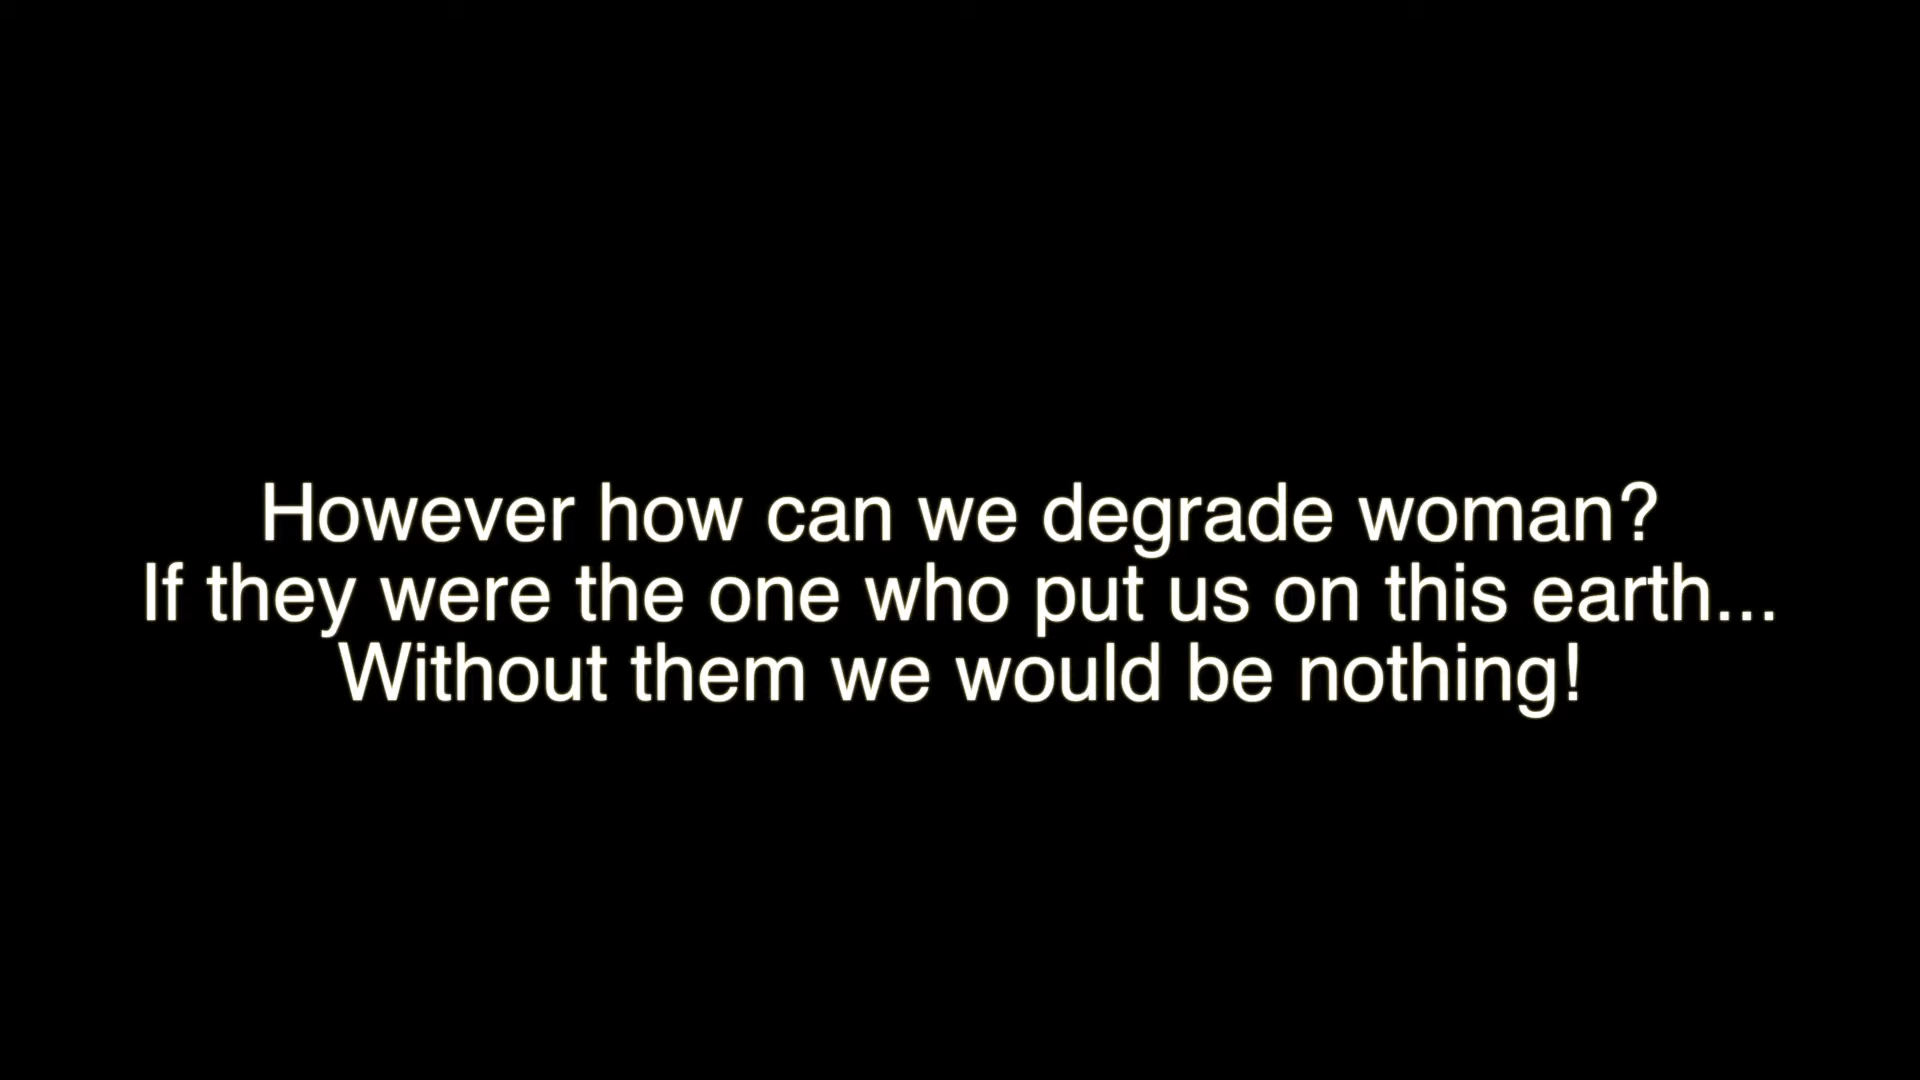 However how can we degrade woman?
If they were the one who put us on this earth...
Without them we would be nothing!